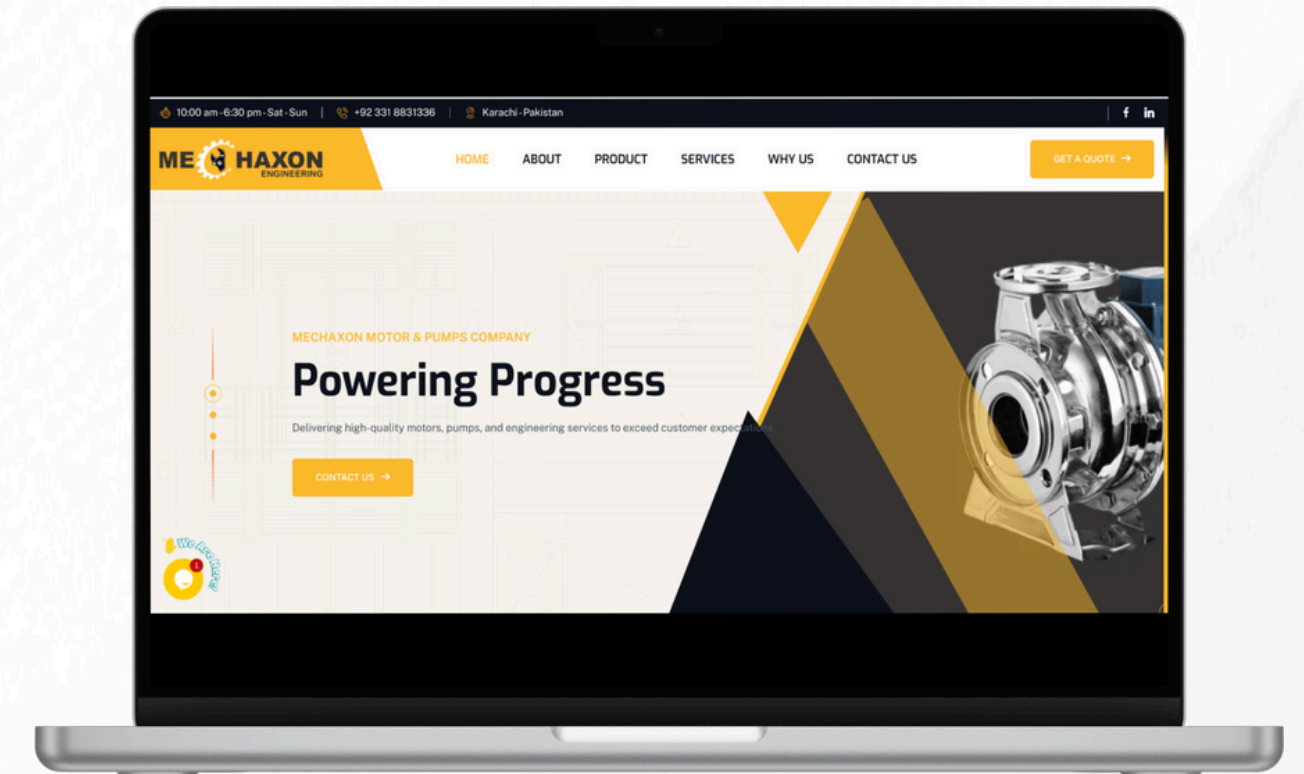 10:00 am - 6:30 pm - Sat - Sun
+92 331 8831336
Karachi - Pakistan
f in
ME HAXON
ENGINEERING
HOME ABOUT PRODUCT SERVICES WHY US CONTACT US
GET A QUOTE →
MECHAXON MOTOR & PUMPS COMPANY
Powering Progress
Delivering high-quality motors, pumps, and engineering services to exceed customer expectations.
CONTACT US →
We Are Here!
1